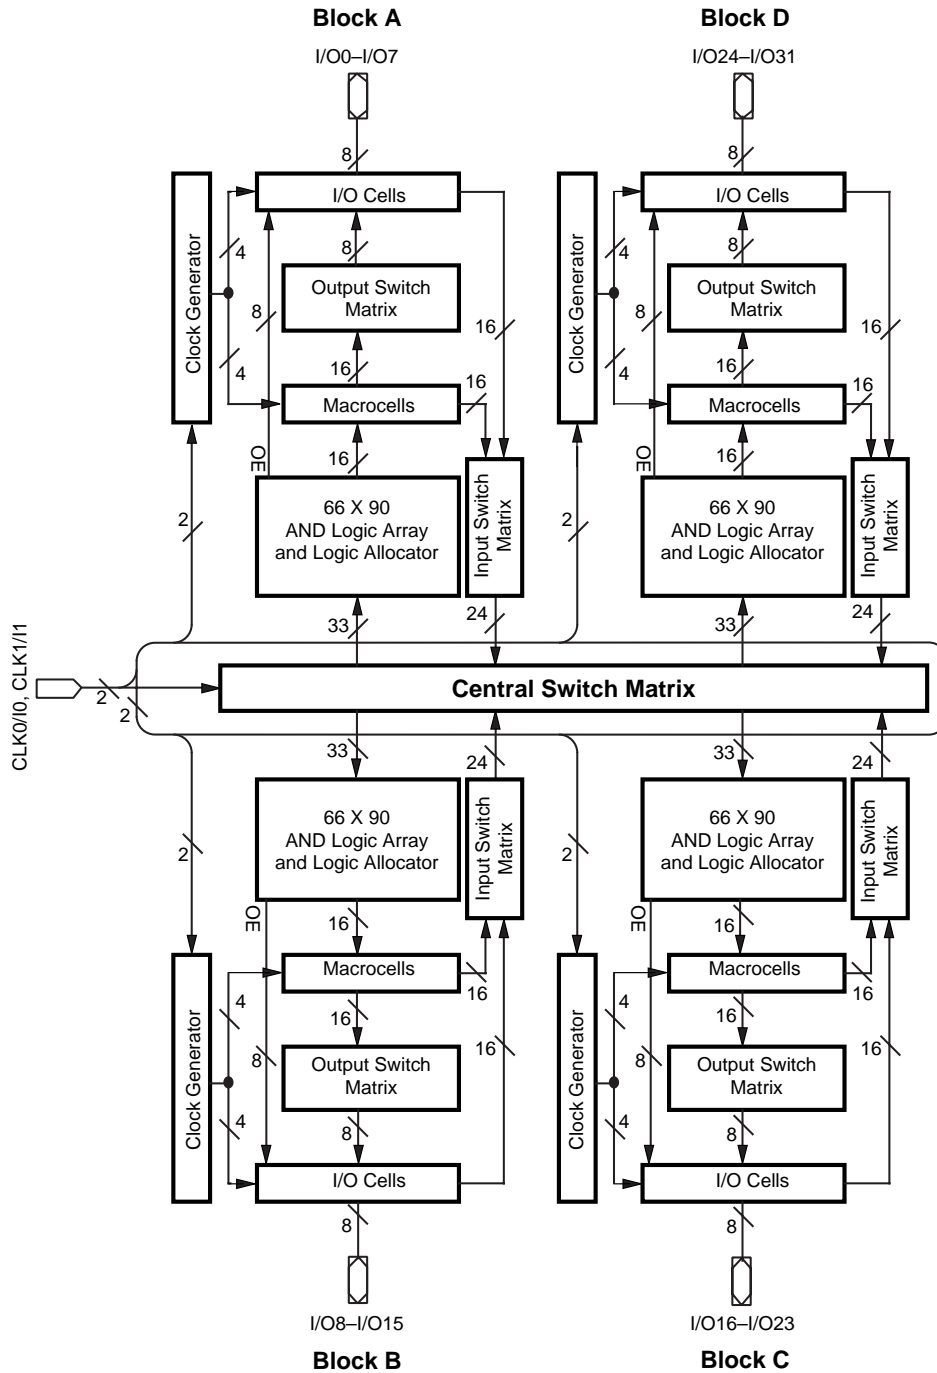 Block A
Block D
I/O0–I/O7
I/O24–I/O31
8
8
I/O Cells
I/O Cells
Clock Generator
4
8
8
Output Switch
Matrix
16
4
16
16
Macrocells
OE
16
66 X 90
AND Logic Array
and Logic Allocator
Input Switch
Matrix
2
33
24
Clock Generator
4
8
8
Output Switch
Matrix
16
4
16
16
Macrocells
OE
16
66 X 90
AND Logic Array
and Logic Allocator
Input Switch
Matrix
2
33
24
CLK0/I0, CLK1/I1
2
2
Central Switch Matrix
33
24
66 X 90
AND Logic Array
and Logic Allocator
Input Switch
Matrix
2
OE
16
Macrocells
16
4
16
Clock Generator
8
16
Output Switch
Matrix
4
8
I/O Cells
8
33
24
66 X 90
AND Logic Array
and Logic Allocator
Input Switch
Matrix
2
OE
16
Macrocells
16
4
16
Clock Generator
8
16
Output Switch
Matrix
4
8
I/O Cells
8
I/O8–I/O15
I/O16–I/O23
Block B
Block C